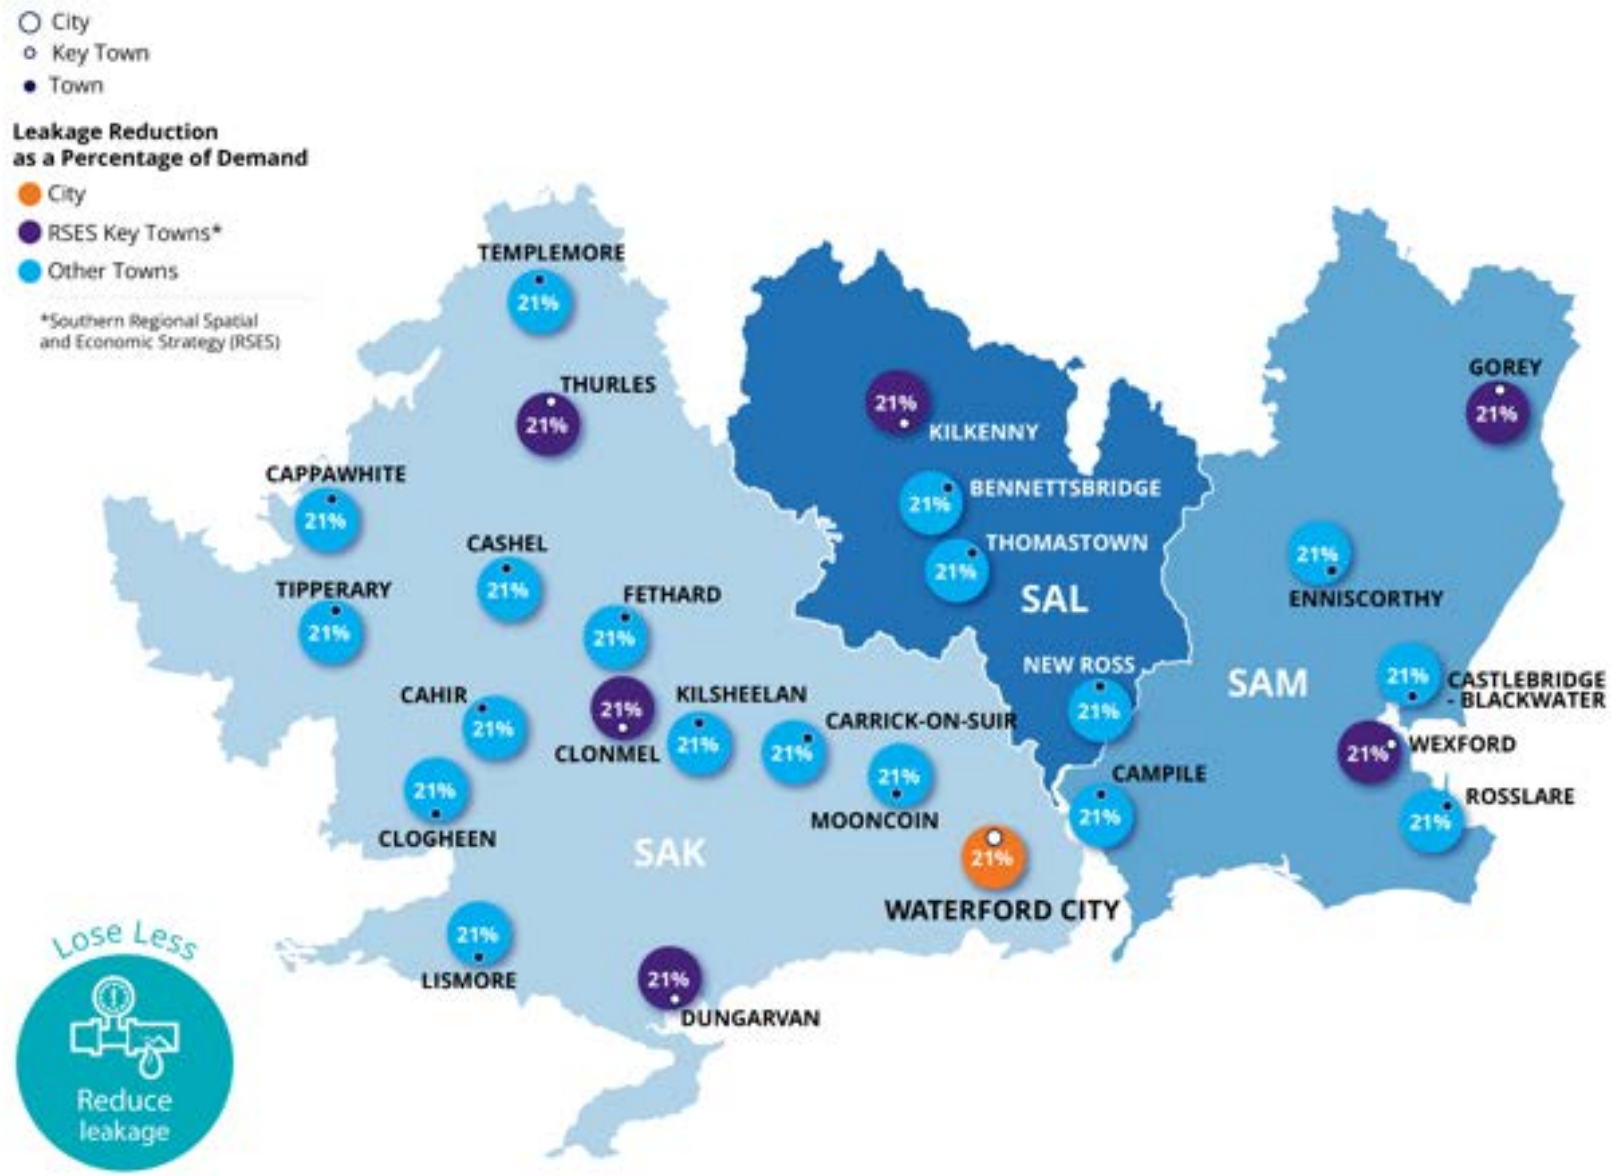 City
Key Town
Town
Leakage Reduction
as a Percentage of Demand
City
RSES Key Towns*
Other Towns
*Southern Regional Spatial
and Economic Strategy (RSES)
TEMPLEMORE
21%
THURLES
21%
CAPPAWHITE
21%
CASHEL
21%
TIPPERARY
21%
FETHARD
21%
CAHIR
21%
21%
CLONMEL
KILSHEELAN
21%
CARRICK-ON-SUIR
21%
21%
MOONCOIN
21%
CLOGHEEN
SAK
21%
WATERFORD CITY
21%
LISMORE
21%
DUNGARVAN
21%
KILKENNY
BENNETTSBRIDGE
21%
THOMASTOWN
21%
SAL
NEW ROSS
21%
GOREY
21%
21%
ENNISCORTHY
SAM
21%
CASTLEBRIDGE
- BLACKWATER
21%
WEXFORD
ROSSLARE
21%
CAMPILE
21%
Lose Less
Reduce
leakage